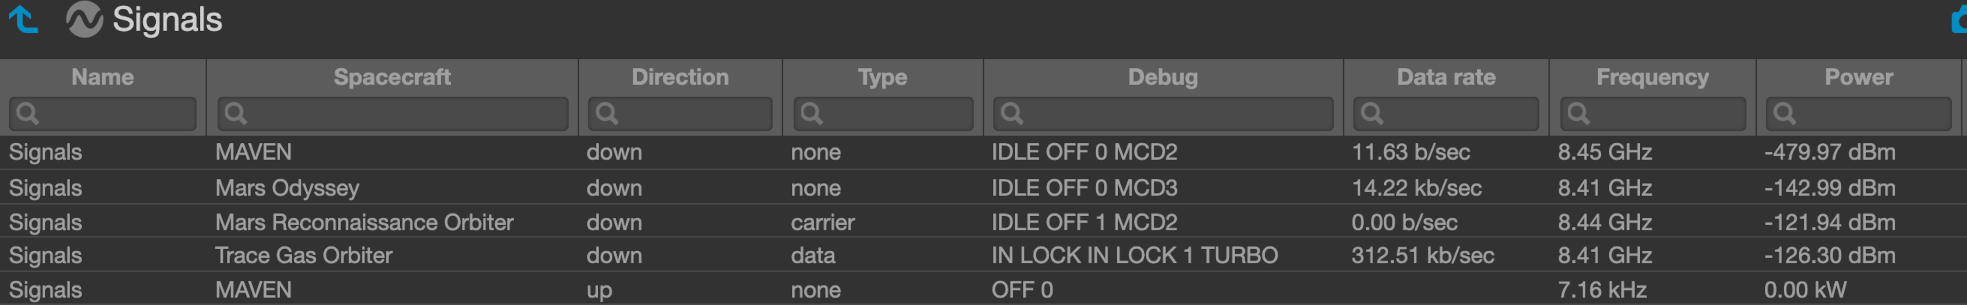 Signals
Name Spacecraft Direction Type Debug Data rate Frequency Power
Signals MAVEN down none IDLE OFF 0 MCD2 11.63 b/sec 8.45 GHz -479.97 dBm
Signals Mars Odyssey down none IDLE OFF 0 MCD3 14.22 kb/sec 8.41 GHz -142.99 dBm
Signals Mars Reconnaissance Orbiter down carrier IDLE OFF 1 MCD2 0.00 b/sec 8.44 GHz -121.94 dBm
Signals Trace Gas Orbiter down data IN LOCK IN LOCK 1 TURBO 312.51 kb/sec 8.41 GHz -126.30 dBm
Signals MAVEN up none OFF 0 7.16 kHz 0.00 kW